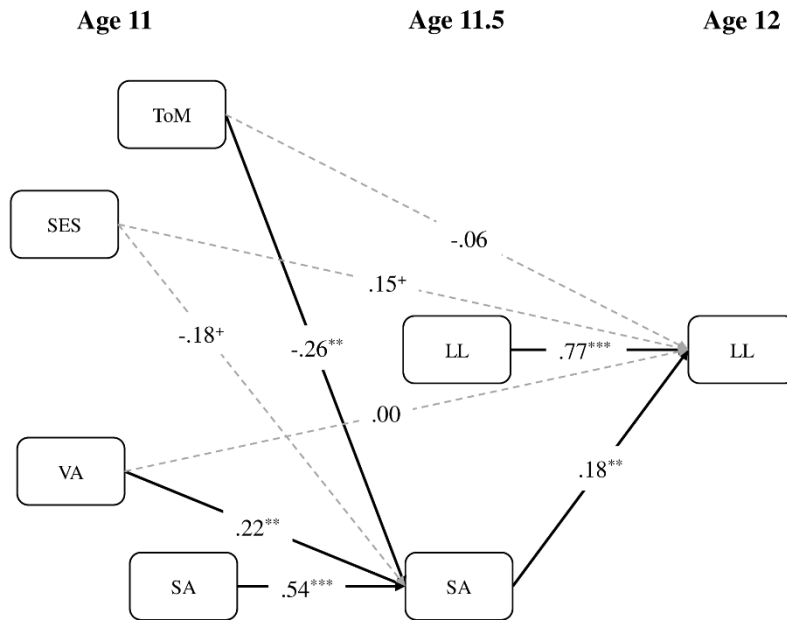 Age 11 Age 11.5 Age 12
ToM
SES
-.06
.15+
-.18+
-.26**
LL
.77***
LL
.00
VA
.18**
.22**
SA
.54***
SA